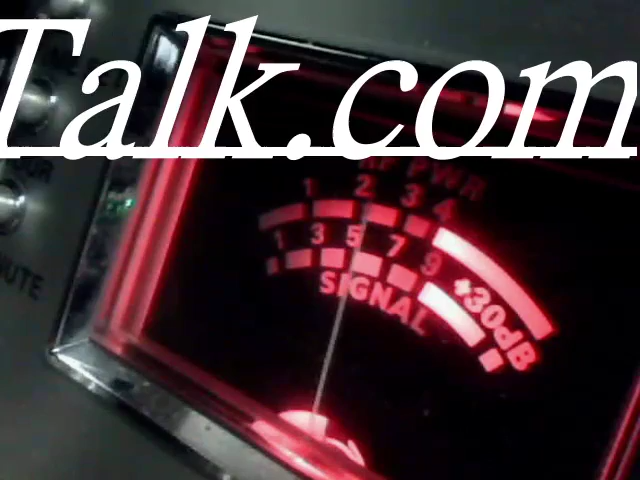 Talk.com
RF PWR
1 2 3 4
1 3 5 7 9 +30dB
SIGNAL
MUTE